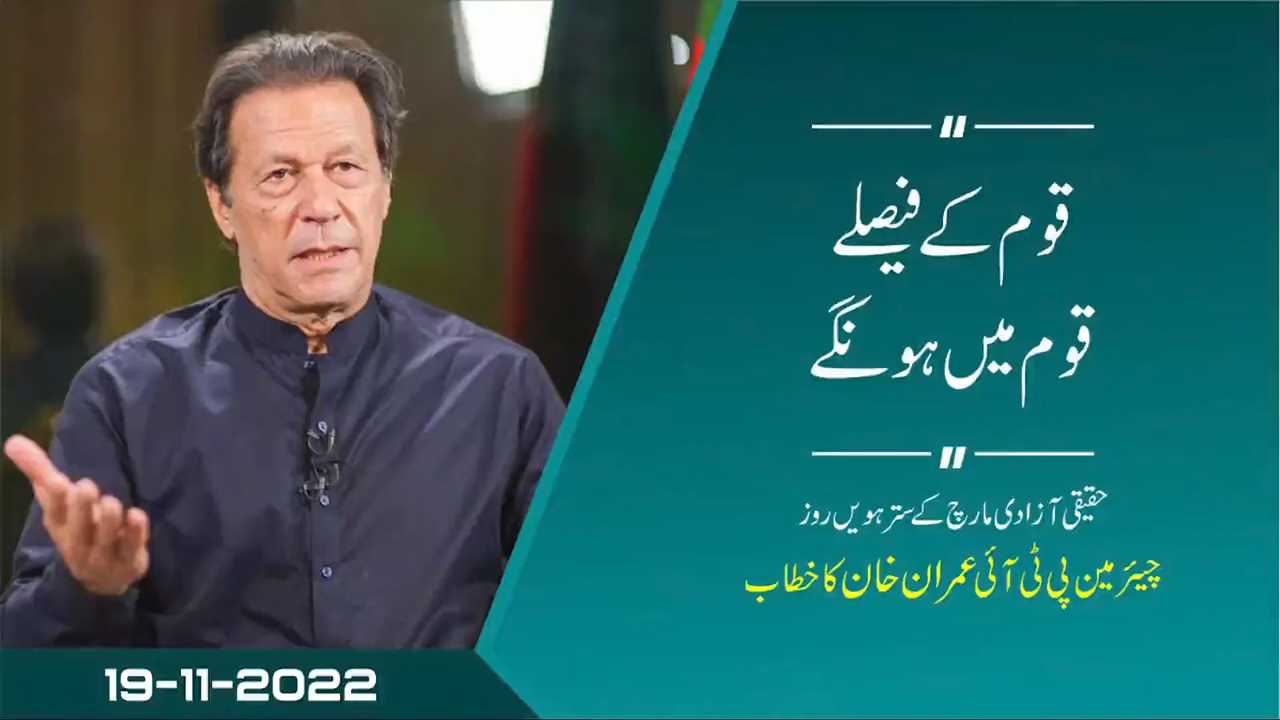 قوم کے فیصلے
قوم میں ہونگے
حقیقی آزادی مارچ کے سترہویں روز
چیئرمین پی ٹی آئی عمران خان کا خطاب
19-11-2022